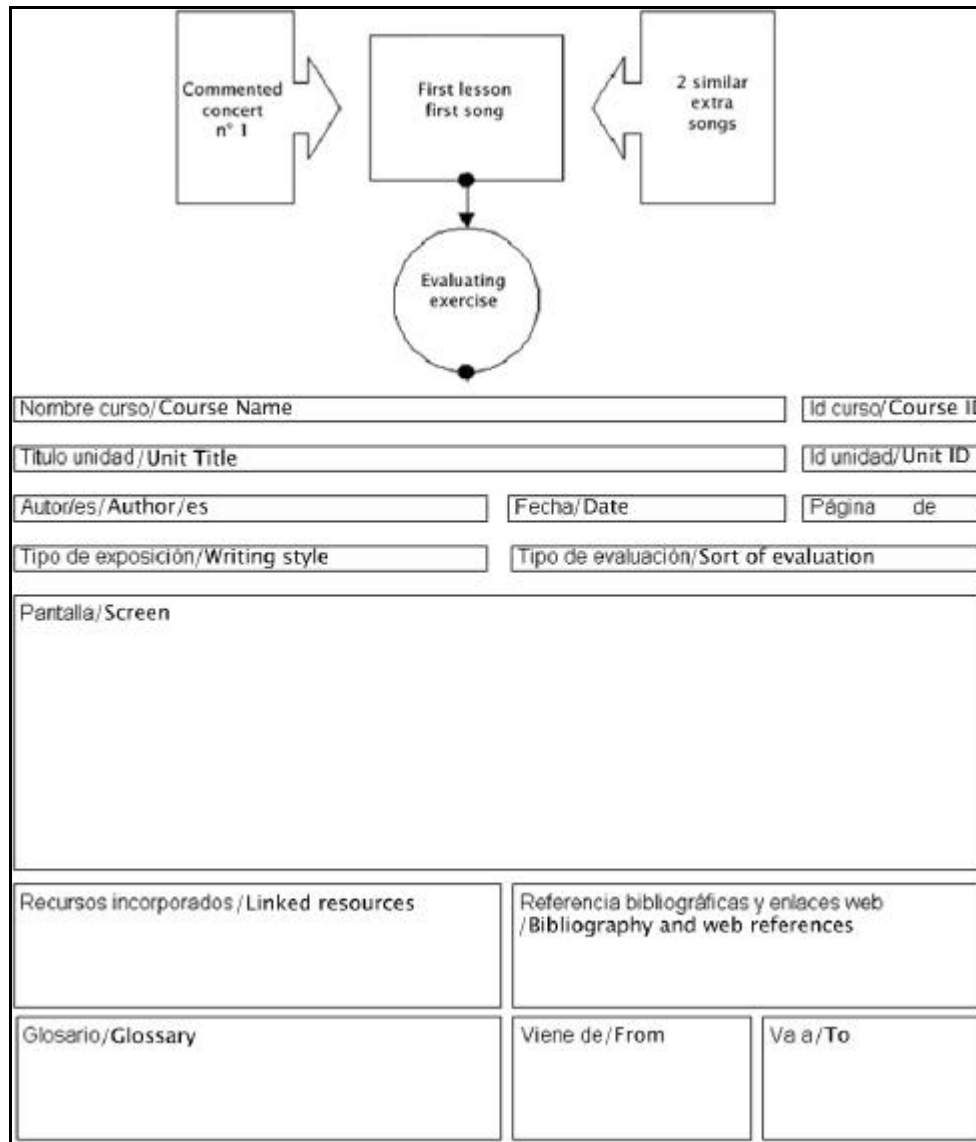 Commented
concert
n° 1
First lesson
first song
2 similar
extra
songs
Evaluating
exercise
Nombre curso/Course Name
Id curso/Course ID
Título unidad/Unit Title
Id unidad/Unit ID
Autor/es/Author/es
Fecha/Date
Página de
Tipo de exposición/Writing style
Tipo de evaluación/Sort of evaluation
Pantalla/Screen
Recursos incorporados/Linked resources
Referencia bibliográficas y enlaces web
/Bibliography and web references
Glosario/Glossary
Viene de/From
Va a/To